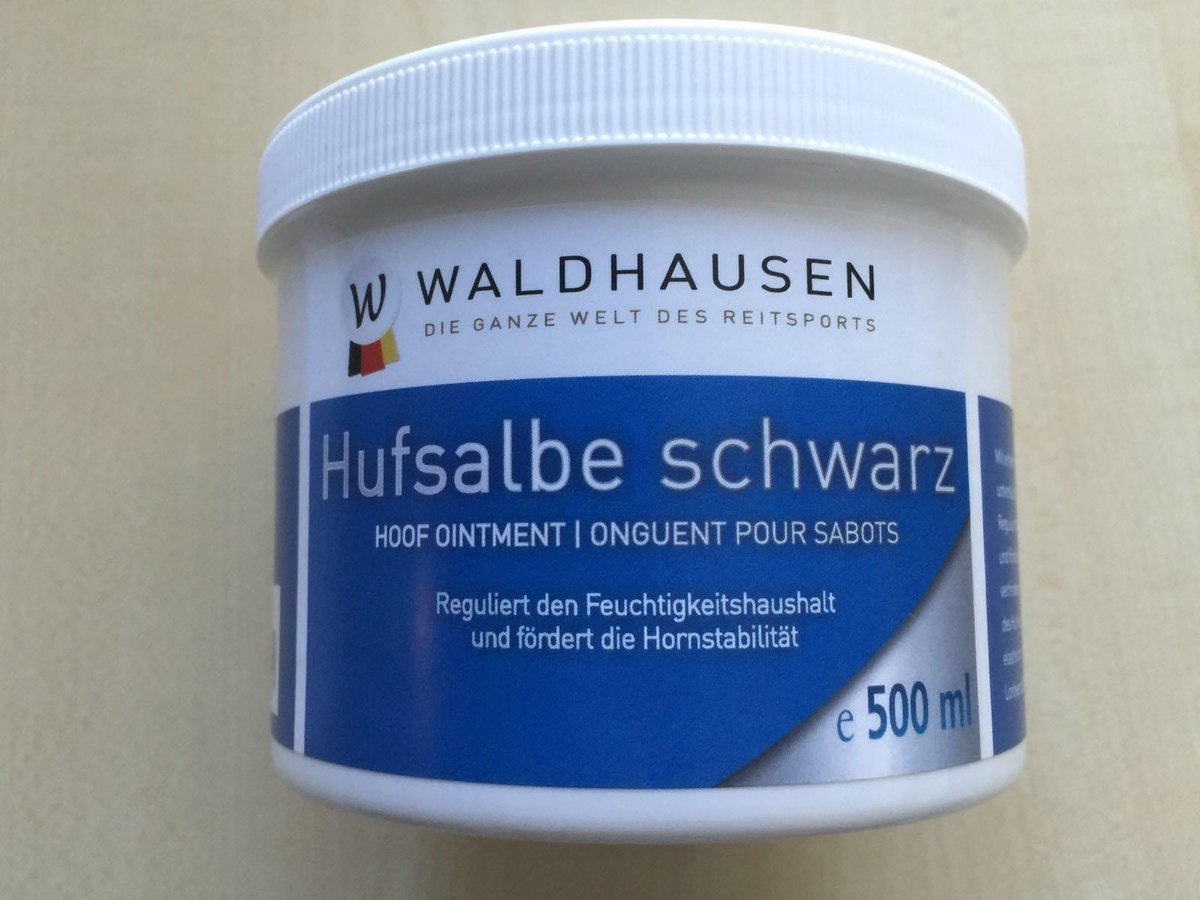 W WALDHAUSEN
DIE GANZE WELT DES REITSPORTS
Hufsalbe schwarz
HOOF OINTMENT | ONGUENT POUR SABOTS
Reguliert den Feuchtigkeitshaushalt
und fördert die Hornstabilität
e 500 ml